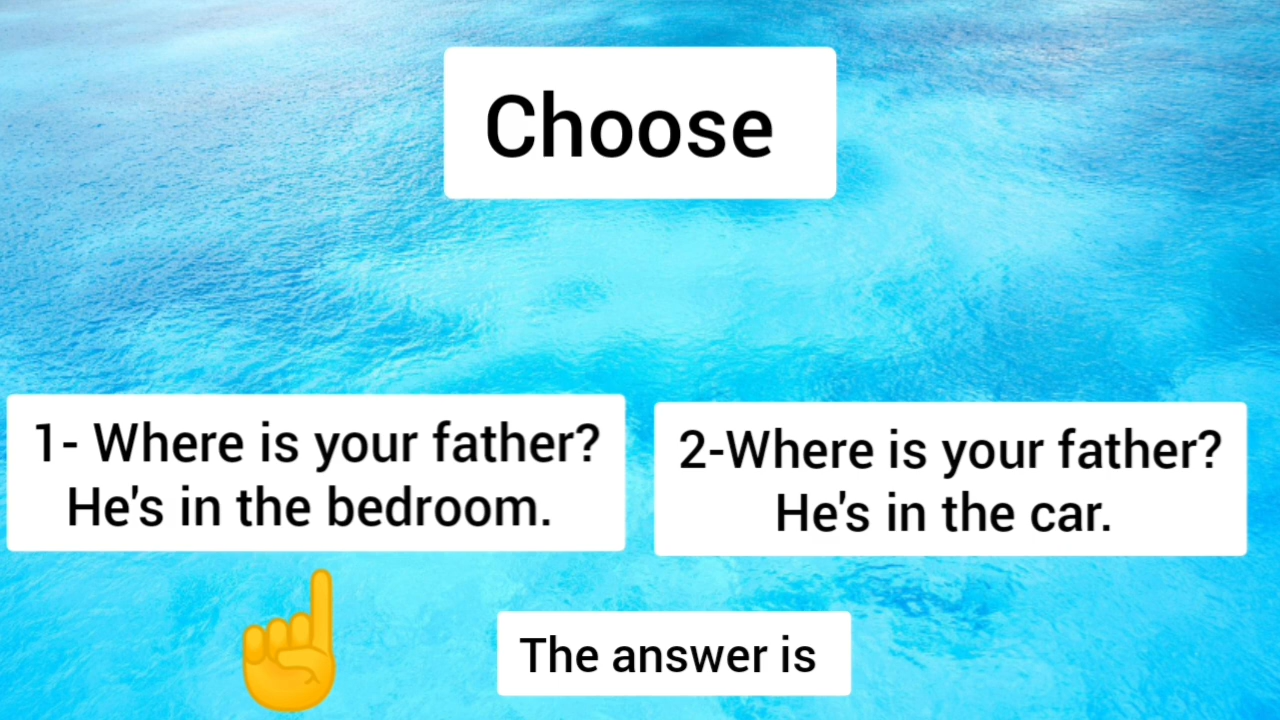 Choose
1- Where is your father?
He's in the bedroom.
2-Where is your father?
He's in the car.
The answer is